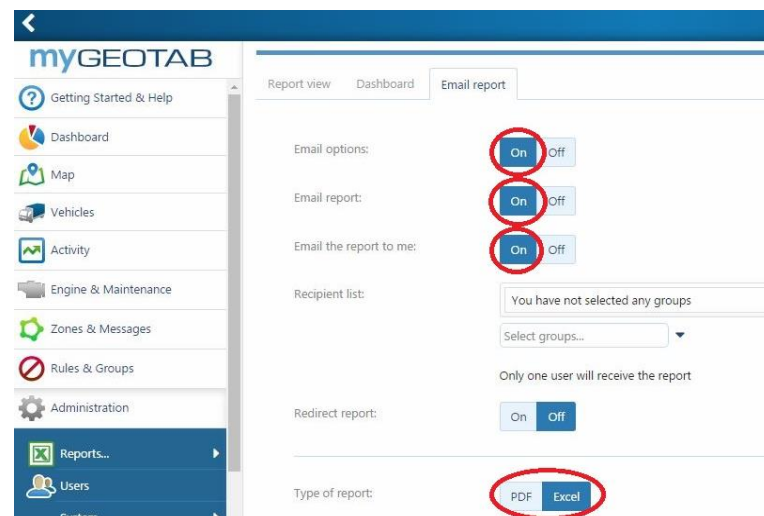 myGEOTAB
Getting Started & Help
Dashboard
Map
Vehicles
Activity
Engine & Maintenance
Zones & Messages
Rules & Groups
Administration
Reports...
Users
System
Report view Dashboard Email report
Email options: On Off
Email report: On Off
Email the report to me: On Off
Recipient list: You have not selected any groups
Select groups...
Only one user will receive the report
Redirect report: On Off
Type of report: PDF Excel